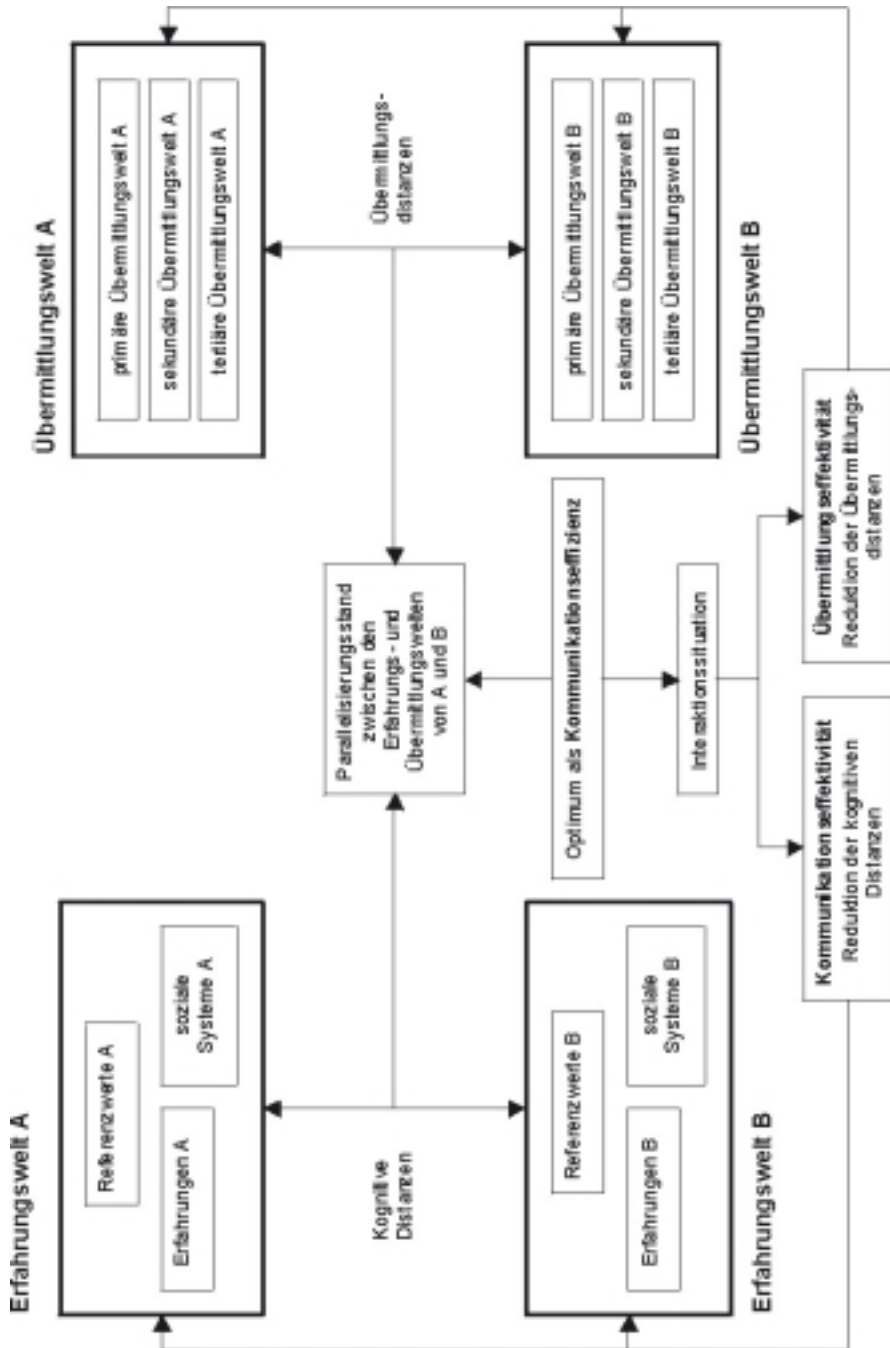 Erfahrungswelt A
Referenzwerte A
Erfahrungen A
soziale
Systeme A
Übermittlungswelt A
primäre Übermittlungswelt A
sekundäre Übermittlungswelt A
tertiäre Übermittlungswelt A
Kognitive
Distanzen
Parallelisierungsstand
zwischen den
Erfahrungs- und
Übermittlungswelten
von A und B
Übermittlungs-
distanzen
Referenzwerte B
Erfahrungen B
soziale
Systeme B
Erfahrungswelt B
Optimum als Kommunikationseffizienz
Interaktionssituation
primäre Übermittlungswelt B
sekundäre Übermittlungswelt B
tertiäre Übermittlungswelt B
Übermittlungswelt B
Kommunikationseffektivität
Reduktion der kognitiven
Distanzen
Übermittlungseffektivität
Reduktion der Übermittlungs-
distanzen